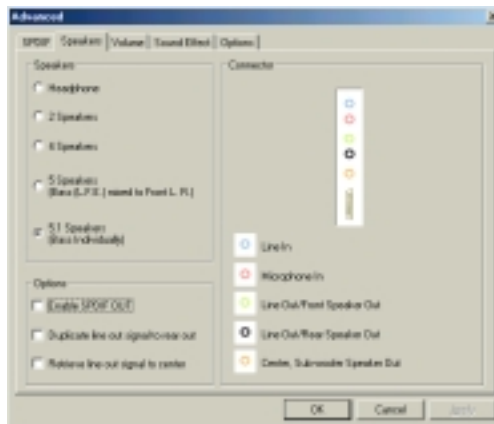 Advanced
SPDIF Speakers Volume Sound Effect Options
Speakers
Headphone
2 Speakers
4 Speakers
5 Speakers
(Bass (L.F.E.) mixed to Front L. R.)
5.1 Speakers
(Bass Individually)
Options
Enable SPDIF OUT
Duplicate line out signal to rear out
Retrieve line out signal to center
Connector
Line In
Microphone In
Line Out/Front Speaker Out
Line Out/Rear Speaker Out
Center, Subwoofer Speaker Out
OK Cancel Apply